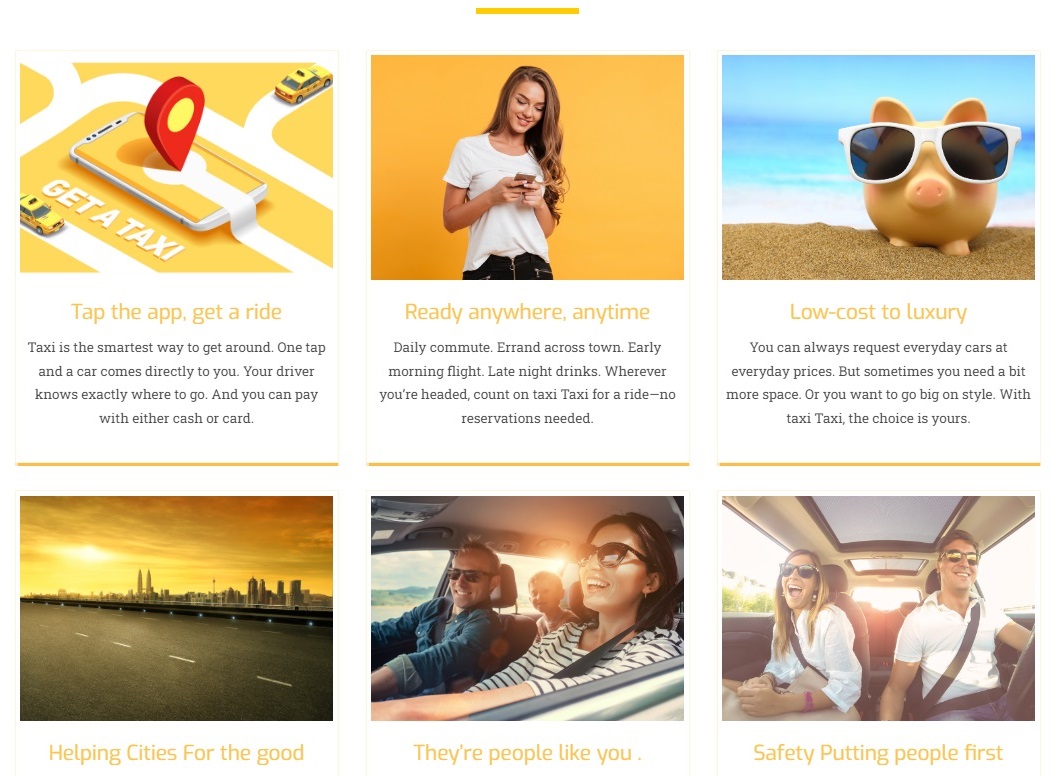 GET A TAXI
Tap the app, get a ride
Taxi is the smartest way to get around. One tap
and a car comes directly to you. Your driver
knows exactly where to go. And you can pay
with either cash or card.
Ready anywhere, anytime
Daily commute. Errand across town. Early
morning flight. Late night drinks. Wherever
you’re headed, count on taxi Taxi for a ride—no
reservations needed.
Low-cost to luxury
You can always request everyday cars at
everyday prices. But sometimes you need a bit
more space. Or you want to go big on style. With
taxi Taxi, the choice is yours.
Helping Cities For the good
They’re people like you .
Safety Putting people first